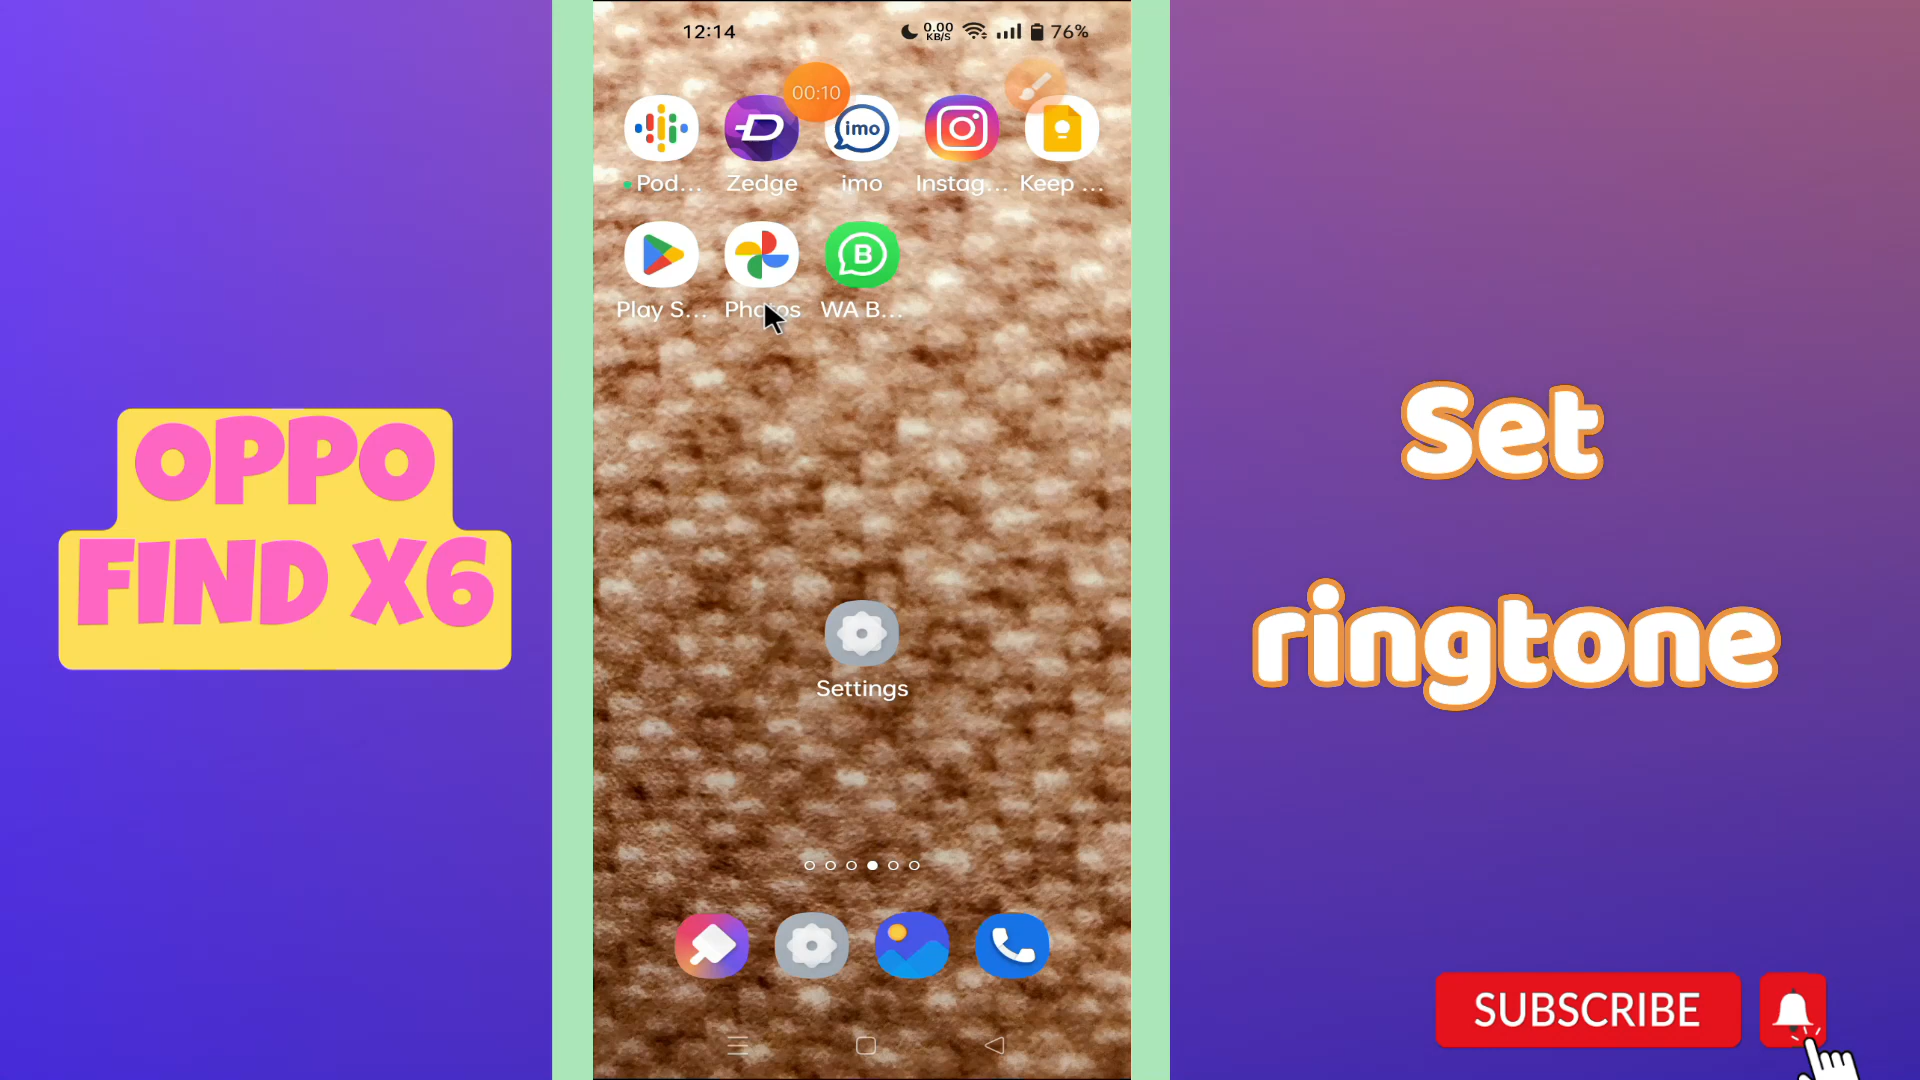 OPPO
FIND X6
12:14
0.00
KB/S
76%
00:10
imo
Pod...
Zedge
imo
Instag...
Keep ...
B
Play S...
Photos
WA B...
Settings
Set
ringtone
SUBSCRIBE